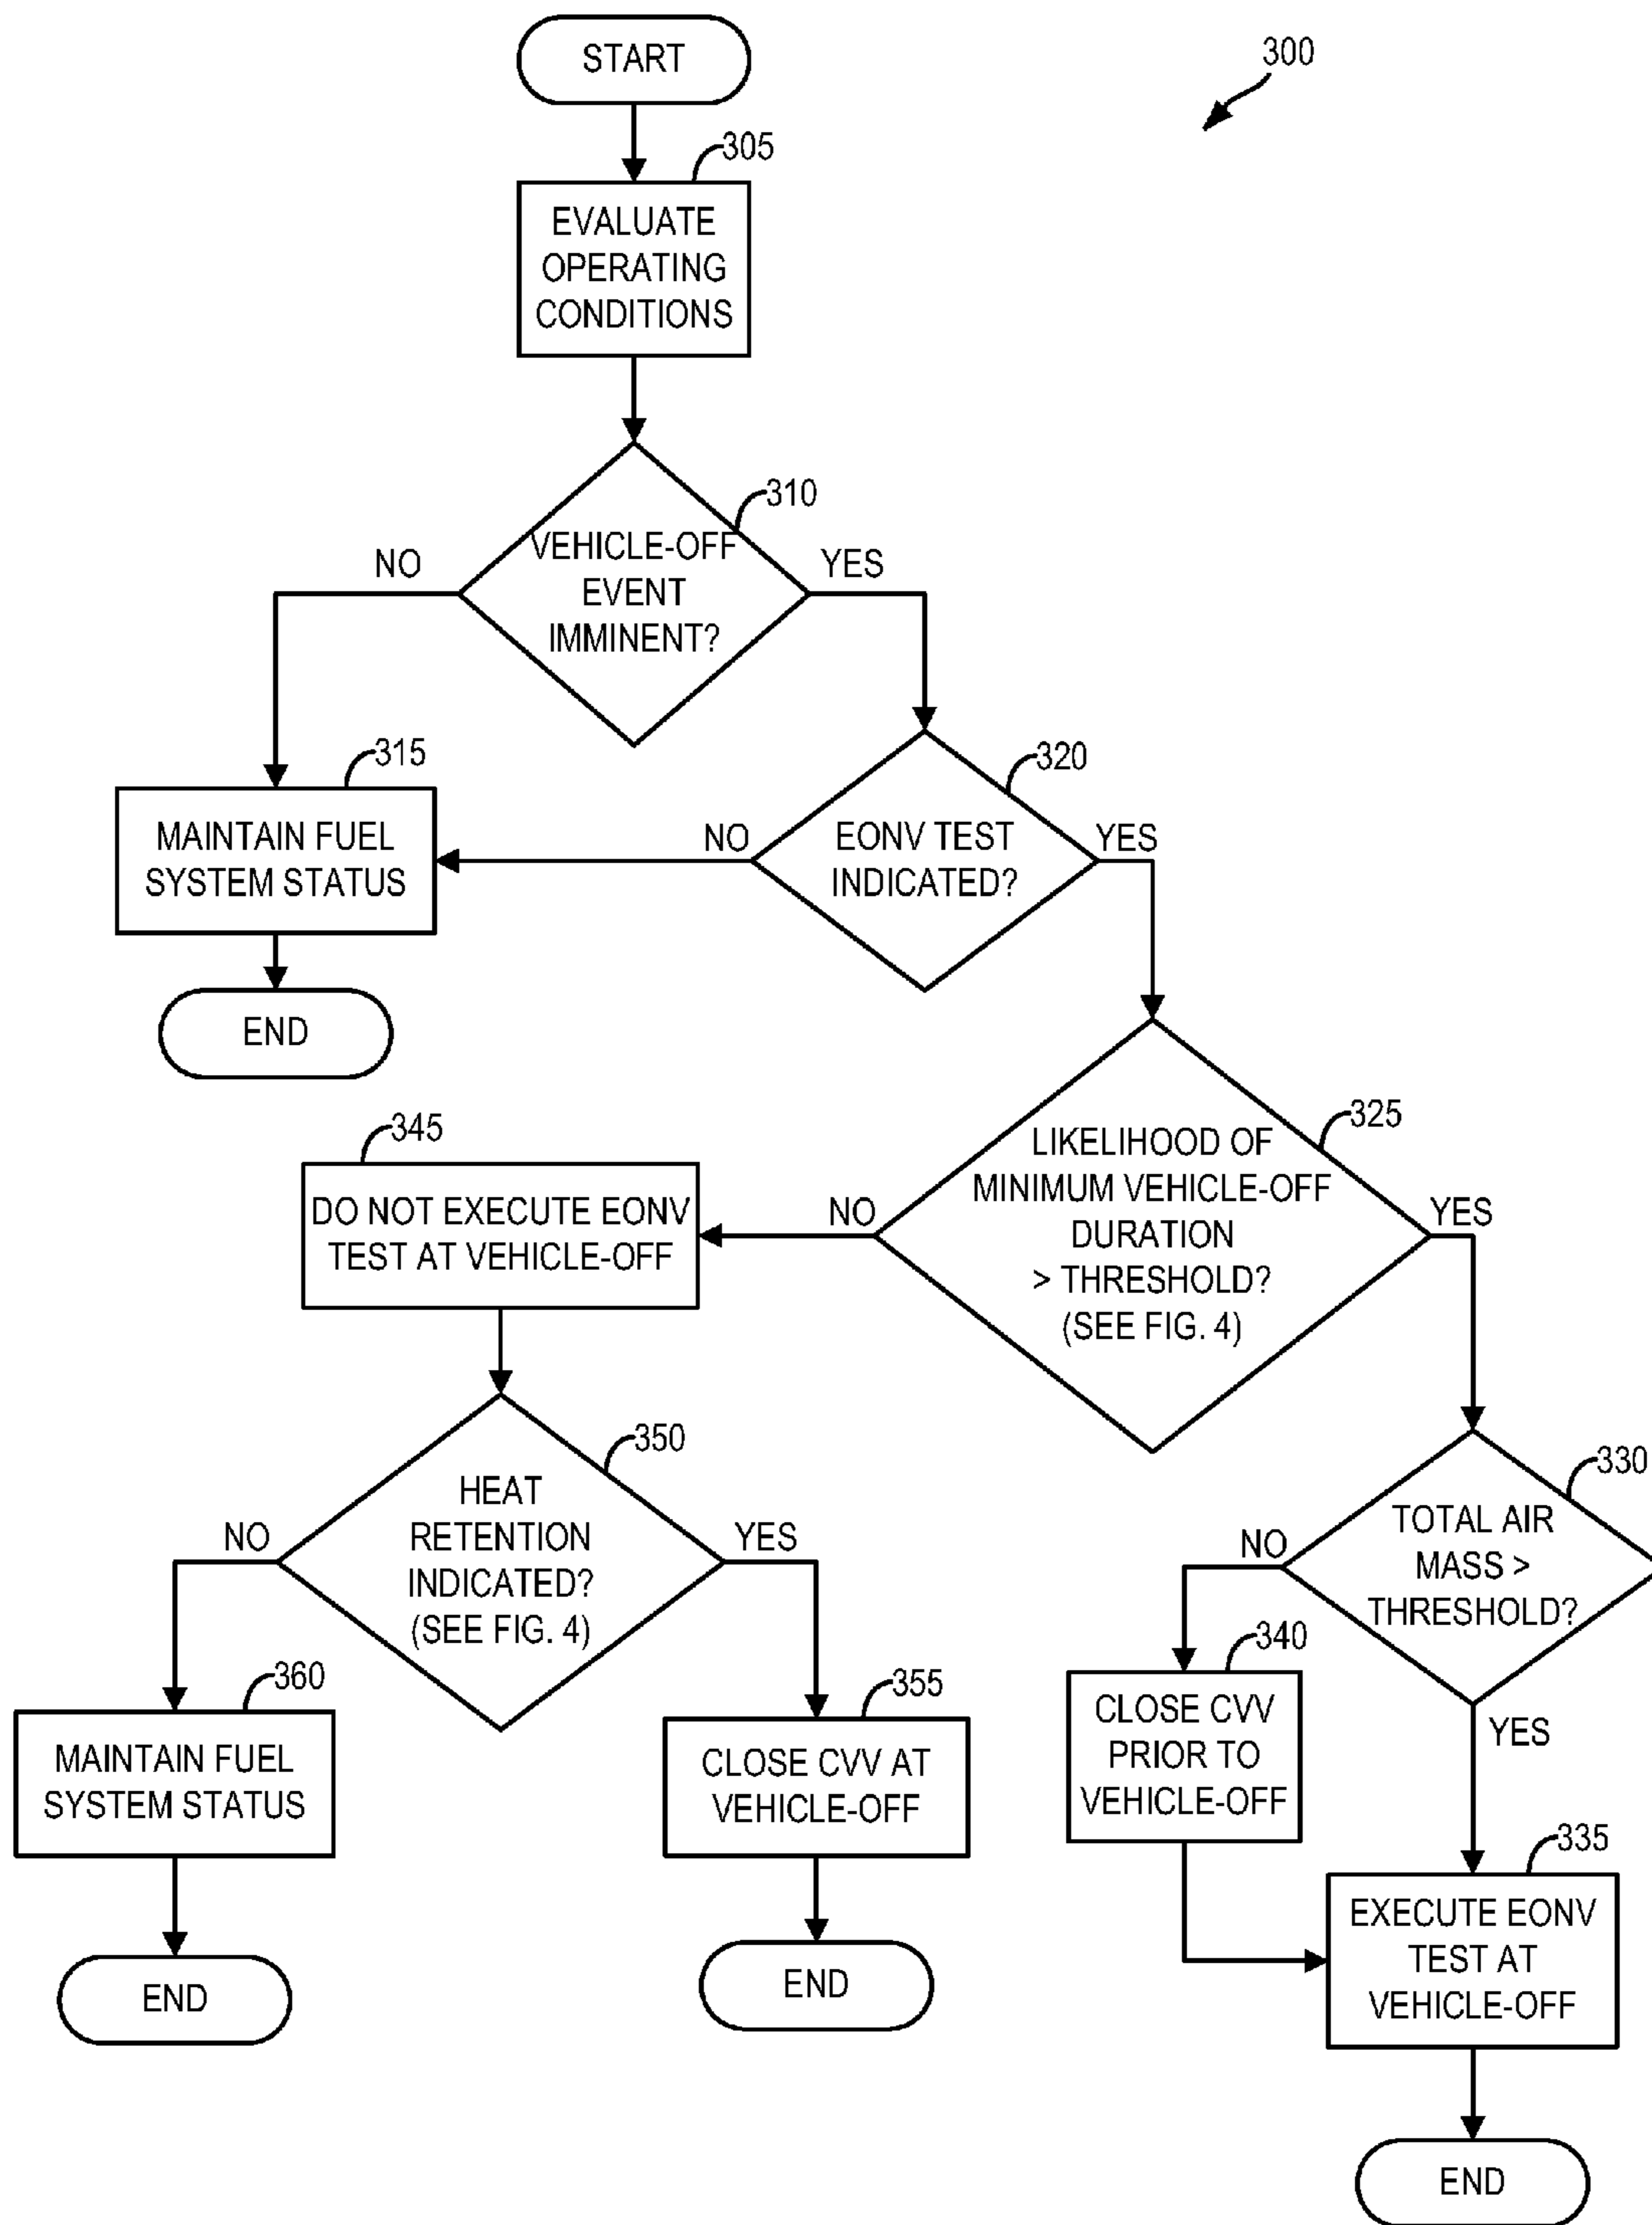 START
300
305
EVALUATE
OPERATING
CONDITIONS
310
VEHICLE-OFF
EVENT
IMMINENT?
NO
YES
315
MAINTAIN FUEL
SYSTEM STATUS
END
320
EONV TEST
INDICATED?
NO
YES
325
LIKELIHOOD OF
MINIMUM VEHICLE-OFF
DURATION
> THRESHOLD?
(SEE FIG. 4)
NO
YES
345
DO NOT EXECUTE EONV
TEST AT VEHICLE-OFF
350
HEAT
RETENTION
INDICATED?
(SEE FIG. 4)
NO
YES
330
TOTAL AIR
MASS >
THRESHOLD?
NO
YES
360
MAINTAIN FUEL
SYSTEM STATUS
END
355
CLOSE CVV AT
VEHICLE-OFF
END
340
CLOSE CVV
PRIOR TO
VEHICLE-OFF
335
EXECUTE EONV
TEST AT
VEHICLE-OFF
END